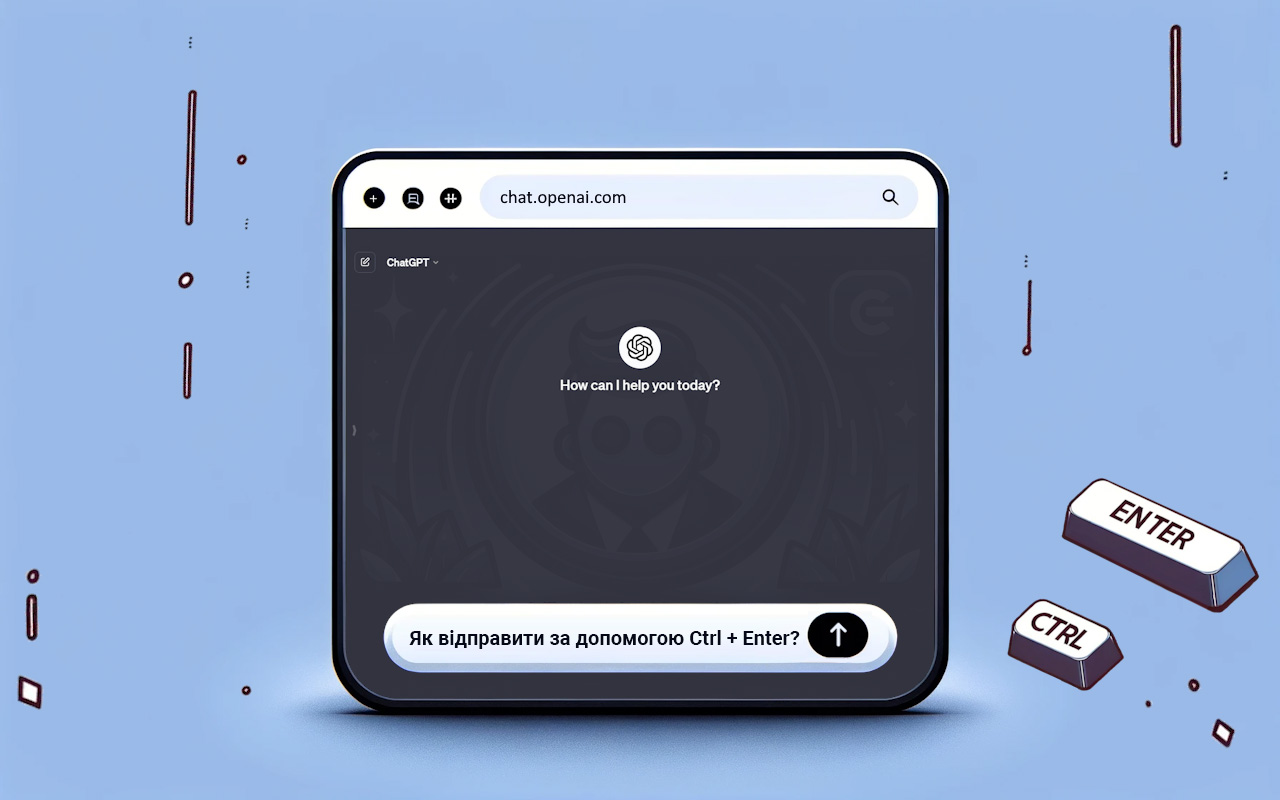 chat.openai.com
ChatGPT
How can I help you today?
ENTER
CTRL
Як відправити за допомогою Ctrl + Enter?